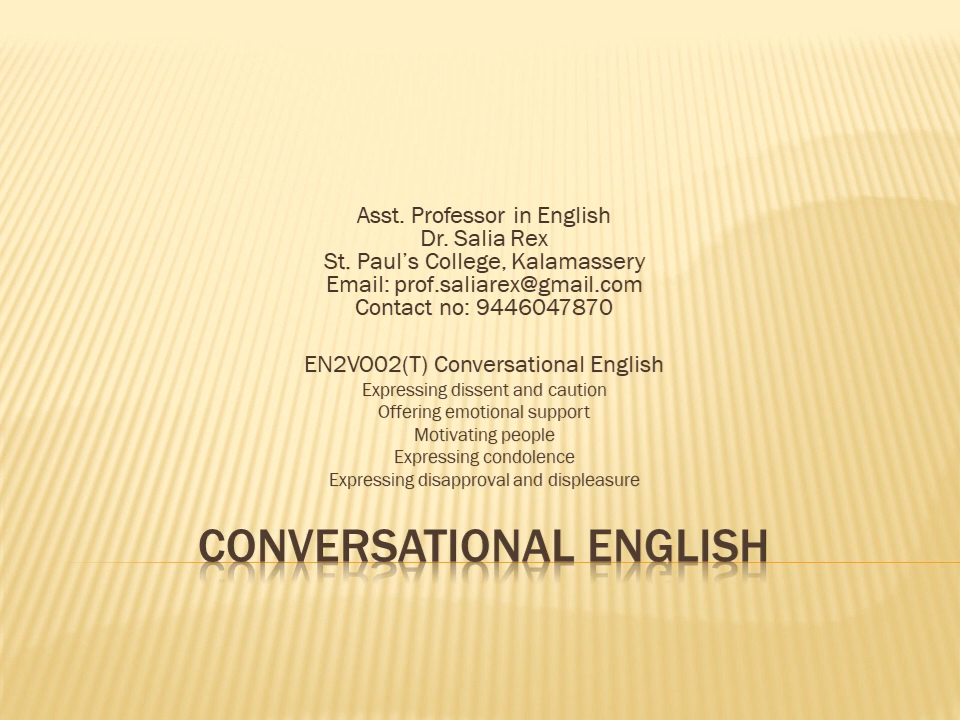 Asst. Professor in English
Dr. Salia Rex
St. Paul's College, Kalamassery
Email: prof.saliarex@gmail.com
Contact no: 9446047870
EN2VO02(T) Conversational English
Expressing dissent and caution
Offering emotional support
Motivating people
Expressing condolence
Expressing disapproval and displeasure
CONVERSATIONAL ENGLISH